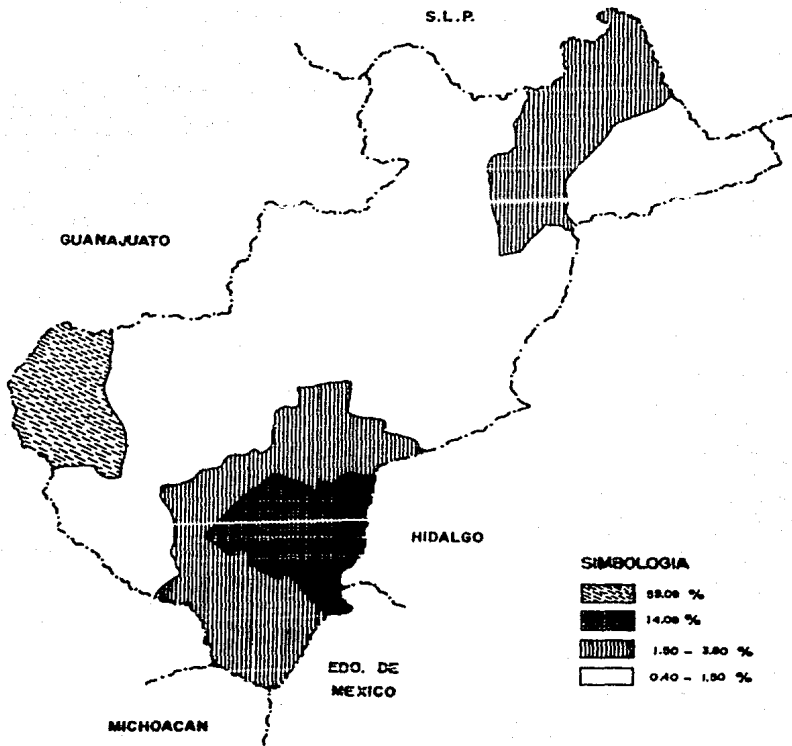 S.L.P.
GUANAJUATO
HIDALGO
EDO. DE
MEXICO
MICHOACAN
SIMBOLOGIA
14.08 %
1.50 - 3.80 %
0.40 - 1.50 %